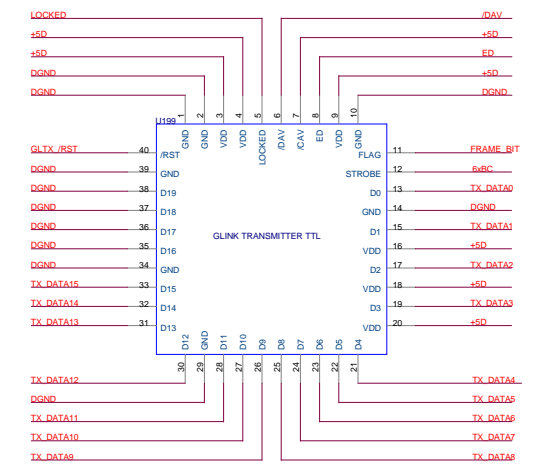 LOCKED /DAV
+5D +5D
+5D ED
DGND +5D
DGND DGND
1 2 3 4 5 6 7 8 9 10
U199
GND GND VDD VDD LOCKED /DAV /CAV ED VDD GND
GLTX_/RST 40 /RST FLAG 11 FRAME_BIT
DGND 39 GND STROBE 12 6xBC
DGND 38 D19 D0 13 TX_DATA0
DGND 37 D18 GND 14 DGND
DGND 36 D17 D1 15 TX_DATA1
GLINK TRANSMITTER TTL
DGND 35 D16 VDD 16 +5D
DGND 34 GND D2 17 TX_DATA2
TX_DATA15 33 D15 VDD 18 +5D
TX_DATA14 32 D14 D3 19 TX_DATA3
TX_DATA13 31 D13 VDD 20 +5D
D12 GND D11 D10 D9 D8 D7 D6 D5 D4
30 29 28 27 26 25 24 23 22 21
TX_DATA12 TX_DATA4
DGND TX_DATA5
TX_DATA11 TX_DATA6
TX_DATA10 TX_DATA7
TX_DATA9 TX_DATA8